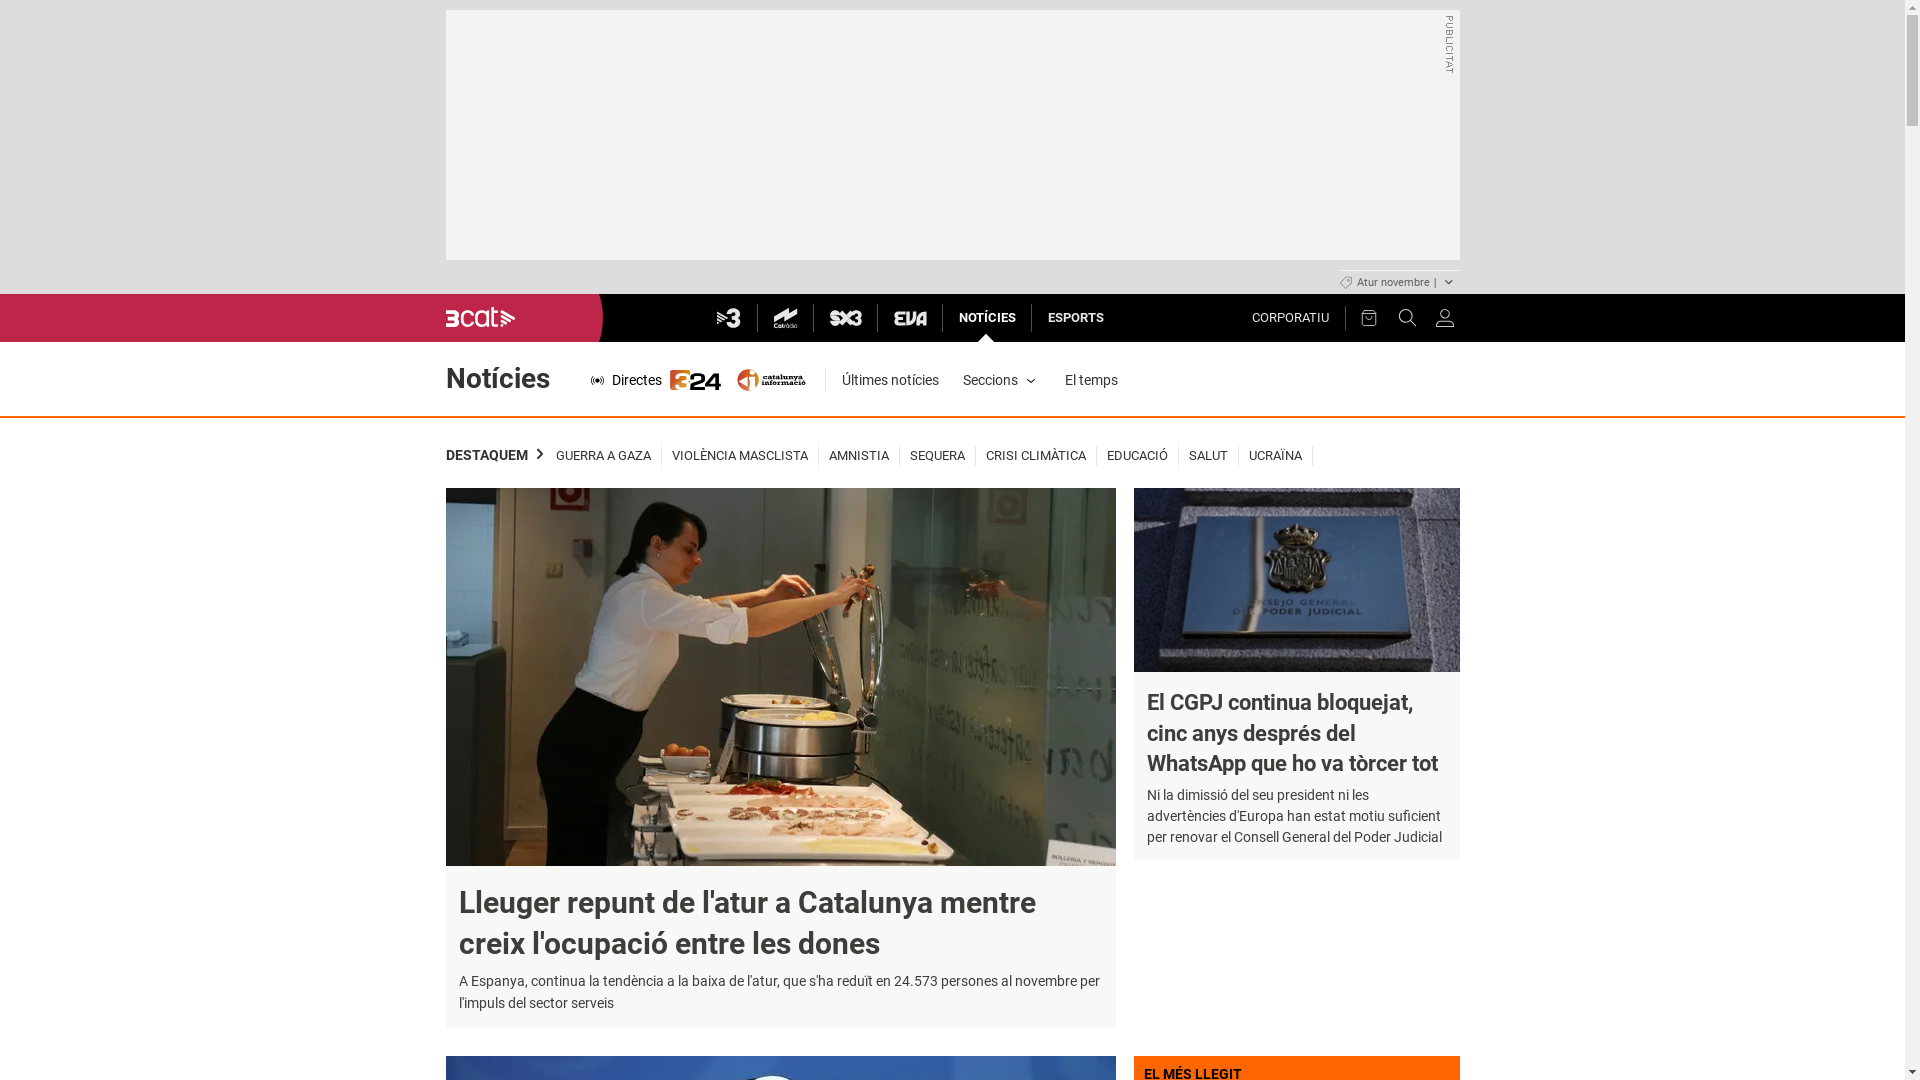 PUBLICITAT
Atur novembre |
3cat
3
Catràdio
SX3
EVA
NOTÍCIES
ESPORTS
CORPORATIU
Notícies
Directes
324
catalunya
informació
Últimes notícies
Seccions
El temps
DESTAQUEM
GUERRA A GAZA
VIOLÈNCIA MASCLISTA
AMNISTIA
SEQUERA
CRISI CLIMÀTICA
EDUCACIÓ
SALUT
UCRAÏNA
CONSEJO GENERAL
DEL PODER JUDICIAL
El CGPJ continua bloquejat,
cinc anys després del
WhatsApp que ho va tòrcer tot
Ni la dimissió del seu president ni les
advertències d'Europa han estat motiu suficient
per renovar el Consell General del Poder Judicial
Lleuger repunt de l'atur a Catalunya mentre
creix l'ocupació entre les dones
A Espanya, continua la tendència a la baixa de l'atur, que s'ha reduït en 24.573 persones al novembre per
l'impuls del sector serveis
EL MÉS LLEGIT